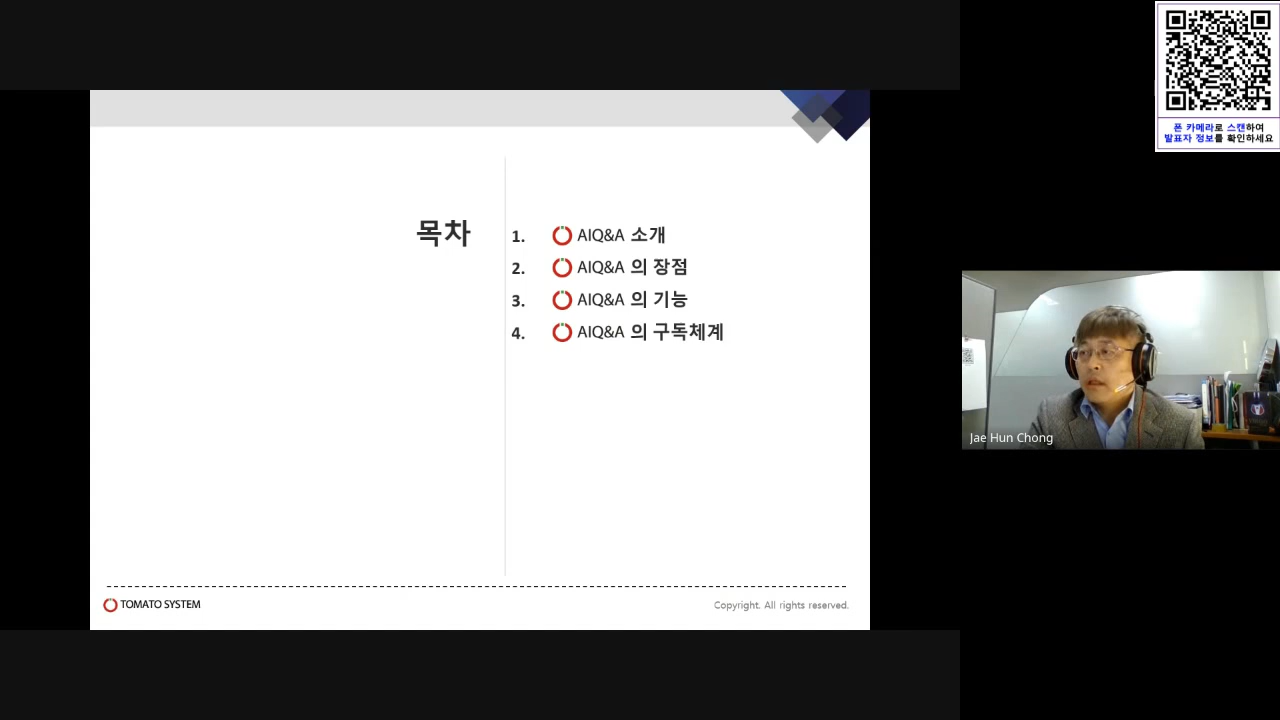 목차
1. AIQ&A 소개
2. AIQ&A 의 장점
3. AIQ&A 의 기능
4. AIQ&A 의 구독체계
TOMATO SYSTEM
Copyright. All rights reserved.
폰 카메라로 스캔하여
발표자 정보를 확인하세요
Jae Hun Chong